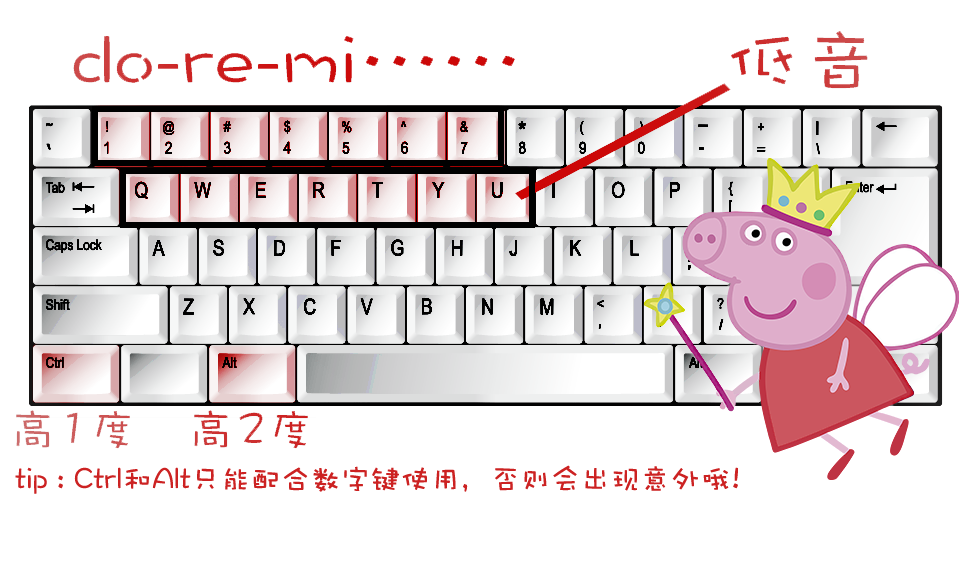 do-re-mi…… 低音
~ ! @ # $ % ^ & * ( ) — + | ←
` 1 2 3 4 5 6 7 8 9 0 - = \
Tab Q W E R T Y U I O P { Enter
[
Caps Lock A S D F G H J K L
;
Shift Z X C V B N M < ?
, /
Ctrl Alt Alt
高1度 高2度
tip:Ctrl和Alt只能配合数字键使用，否则会出现意外哦!